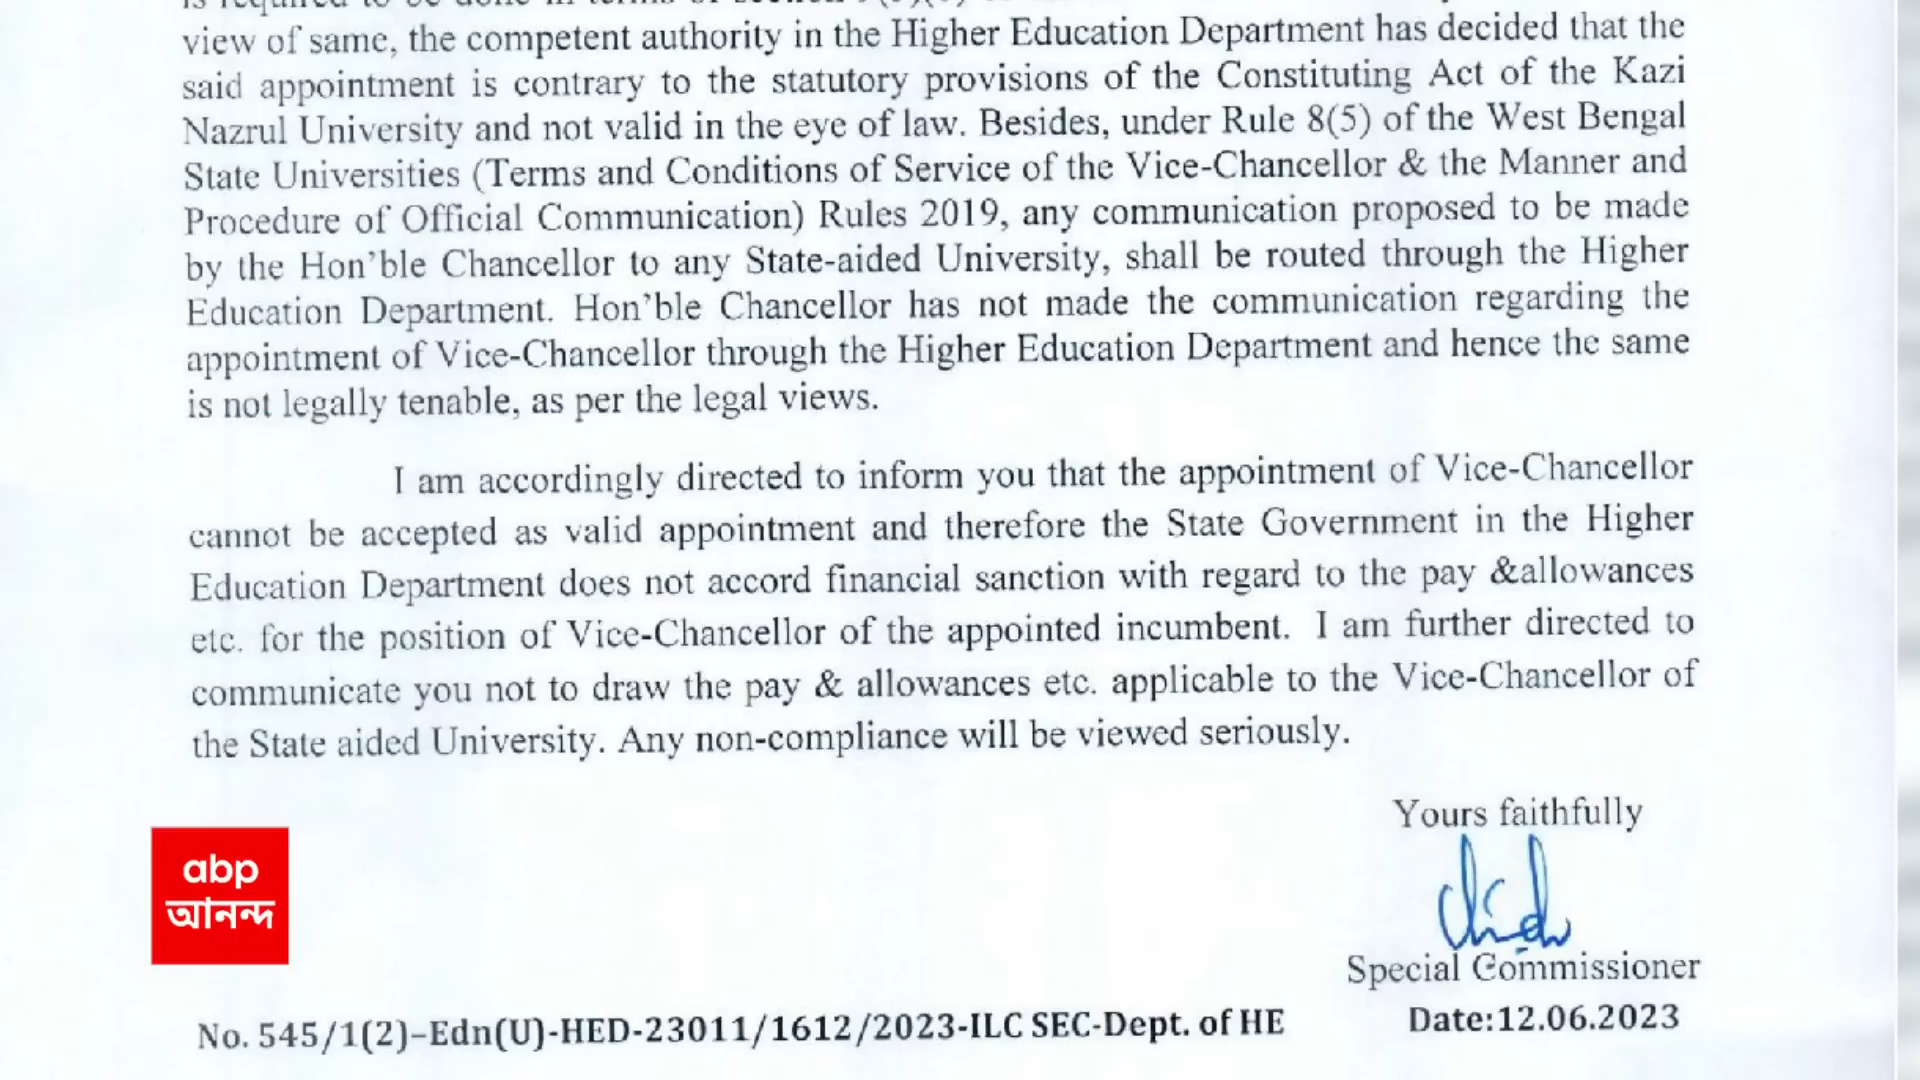 view of same, the competent authority in the Higher Education Department has decided that the
said appointment is contrary to the statutory provisions of the Constituting Act of the Kazi
Nazrul University and not valid in the eye of law. Besides, under Rule 8(5) of the West Bengal
State Universities (Terms and Conditions of Service of the Vice-Chancellor & the Manner and
Procedure of Official Communication) Rules 2019, any communication proposed to be made
by the Hon'ble Chancellor to any State-aided University, shall be routed through the Higher
Education Department. Hon'ble Chancellor has not made the communication regarding the
appointment of Vice-Chancellor through the Higher Education Department and hence the same
is not legally tenable, as per the legal views.
I am accordingly directed to inform you that the appointment of Vice-Chancellor
cannot be accepted as valid appointment and therefore the State Government in the Higher
Education Department does not accord financial sanction with regard to the pay &allowances
etc. for the position of Vice-Chancellor of the appointed incumbent. I am further directed to
communicate you not to draw the pay & allowances etc. applicable to the Vice-Chancellor of
the State aided University. Any non-compliance will be viewed seriously.
Yours faithfully
abp
আনন্দ
Special Commissioner
No. 545/1(2)–Edn(U)-HED-23011/1612/2023-ILC SEC-Dept. of HE
Date:12.06.2023